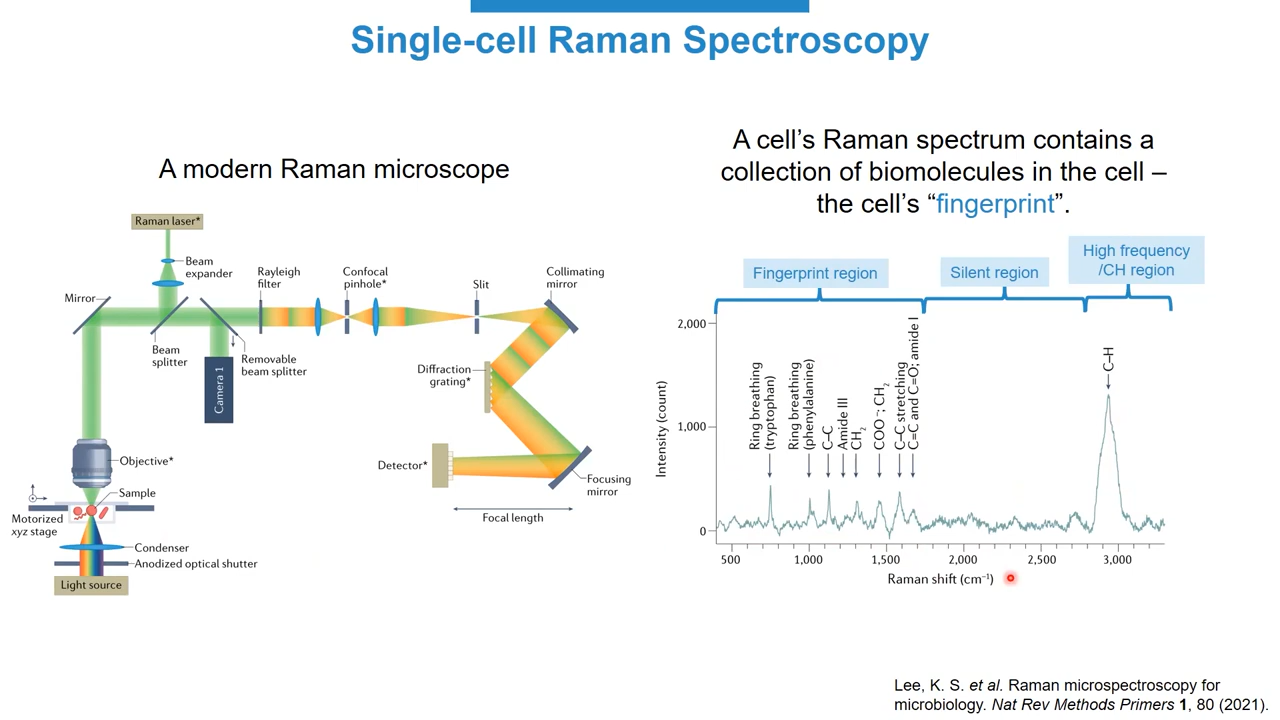 Single-cell Raman Spectroscopy
A modern Raman microscope
Raman laser*
Beam
expander
Mirror
Rayleigh
filter
Confocal
pinhole*
Slit
Collimating
mirror
Beam
splitter
Removable
beam splitter
Camera 1
Diffraction
grating*
Objective*
Detector*
Focusing
mirror
Sample
Motorized
xyz stage
Focal length
Condenser
Anodized optical shutter
Light source
A cell's Raman spectrum contains a
collection of biomolecules in the cell –
the cell's “fingerprint”.
Fingerprint region
Silent region
High frequency
/CH region
Intensity (count)
2,000
1,000
0
Ring breathing
(tryptophan)
Ring breathing
(phenylalanine)
C–C
Amide III
CH₂
COO⁻; CH₂
C–C stretching
C=C and C=O; amide I
C–H
500
1,000
1,500
2,000
2,500
3,000
Raman shift (cm⁻¹)
Lee, K. S. et al. Raman microspectroscopy for
microbiology. Nat Rev Methods Primers 1, 80 (2021).